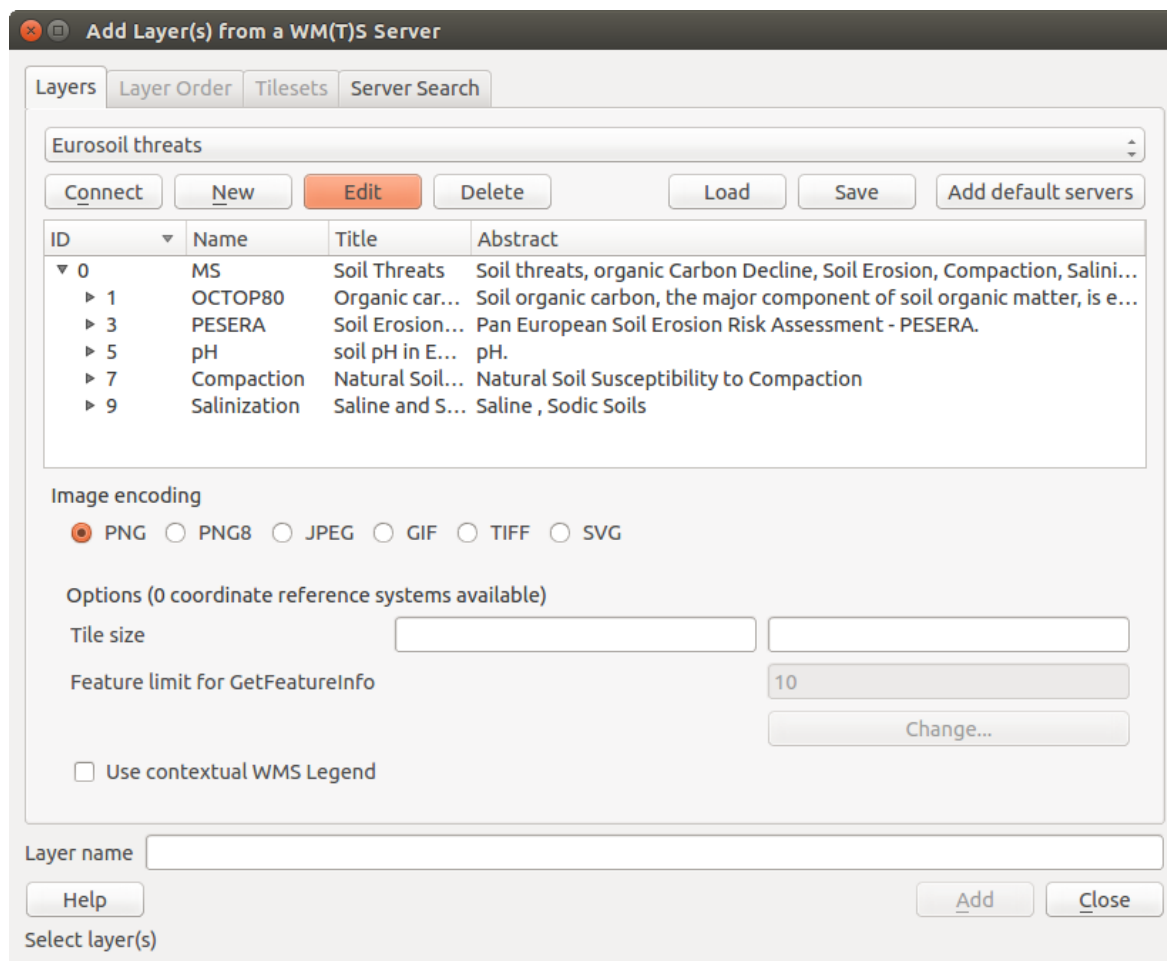 Add Layer(s) from a WM(T)S Server
Layers Layer Order Tilesets Server Search
Eurosoil threats
Connect New Edit Delete Load Save Add default servers
ID Name Title Abstract
0 MS Soil Threats Soil threats, organic Carbon Decline, Soil Erosion, Compaction, Salini...
1 OCTOP80 Organic car... Soil organic carbon, the major component of soil organic matter, is e...
3 PESERA Soil Erosion... Pan European Soil Erosion Risk Assessment - PESERA.
5 pH soil pH in E... pH.
7 Compaction Natural Soil... Natural Soil Susceptibility to Compaction
9 Salinization Saline and S... Saline , Sodic Soils
Image encoding
PNG PNG8 JPEG GIF TIFF SVG
Options (0 coordinate reference systems available)
Tile size
Feature limit for GetFeatureInfo 10
Change...
Use contextual WMS Legend
Layer name
Help Add Close
Select layer(s)